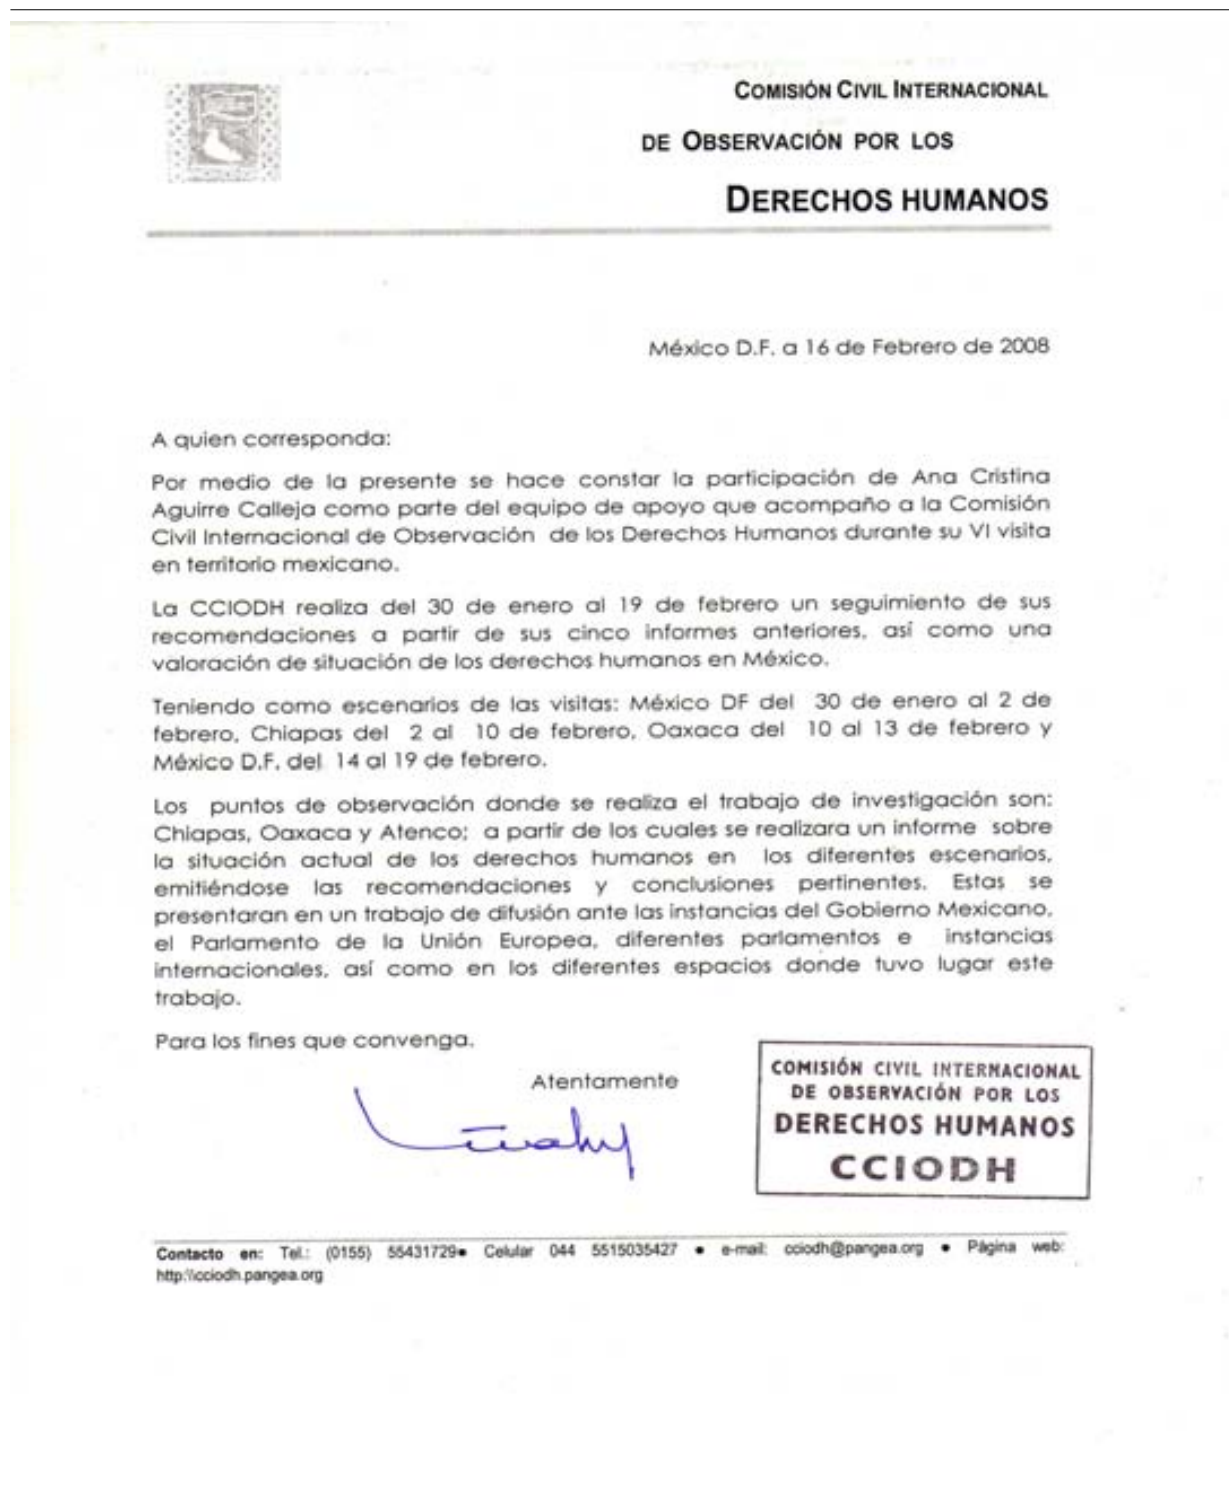 COMISIÓN CIVIL INTERNACIONAL
DE OBSERVACIÓN POR LOS
DERECHOS HUMANOS
México D.F. a 16 de Febrero de 2008
A quien corresponda:
Por medio de la presente se hace constar la participación de Ana Cristina
Aguirre Calleja como parte del equipo de apoyo que acompaño a la Comisión
Civil Internacional de Observación de los Derechos Humanos durante su VI visita
en territorio mexicano.
La CCIODH realiza del 30 de enero al 19 de febrero un seguimiento de sus
recomendaciones a partir de sus cinco informes anteriores, así como una
valoración de situación de los derechos humanos en México.
Teniendo como escenarios de las visitas: México DF del 30 de enero al 2 de
febrero, Chiapas del 2 al 10 de febrero, Oaxaca del 10 al 13 de febrero y
México D.F. del 14 al 19 de febrero.
Los puntos de observación donde se realiza el trabajo de investigación son:
Chiapas, Oaxaca y Atenco; a partir de los cuales se realizara un informe sobre
la situación actual de los derechos humanos en los diferentes escenarios,
emitiéndose las recomendaciones y conclusiones pertinentes. Estas se
presentaran en un trabajo de difusión ante las instancias del Gobierno Mexicano,
el Parlamento de la Unión Europea, diferentes parlamentos e instancias
internacionales, así como en los diferentes espacios donde tuvo lugar este
trabajo.
Para los fines que convenga.
Atentamente
COMISIÓN CIVIL INTERNACIONAL
DE OBSERVACIÓN POR LOS
DERECHOS HUMANOS
CCIODH
Contacto en: Tel.: (0155) 55431729● Celular 044 5515035427 ● e-mail: cciodh@pangea.org ● Página web:
http:\\cciodh.pangea.org